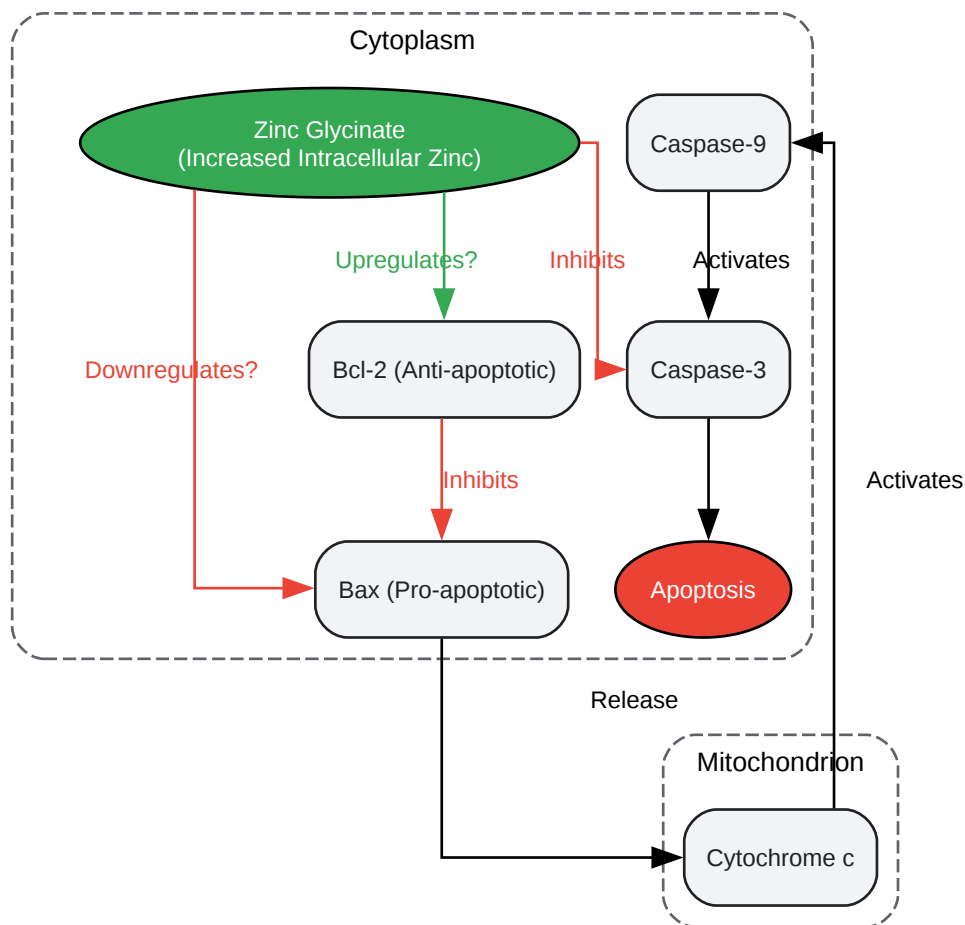 Cytoplasm
Zinc Glycinate
(Increased Intracellular Zinc)
Caspase-9
Upregulates?
Inhibits
Activates
Downregulates?
Bcl-2 (Anti-apoptotic)
Caspase-3
Inhibits
Activates
Bax (Pro-apoptotic)
Apoptosis
Release
Mitochondrion
Cytochrome c